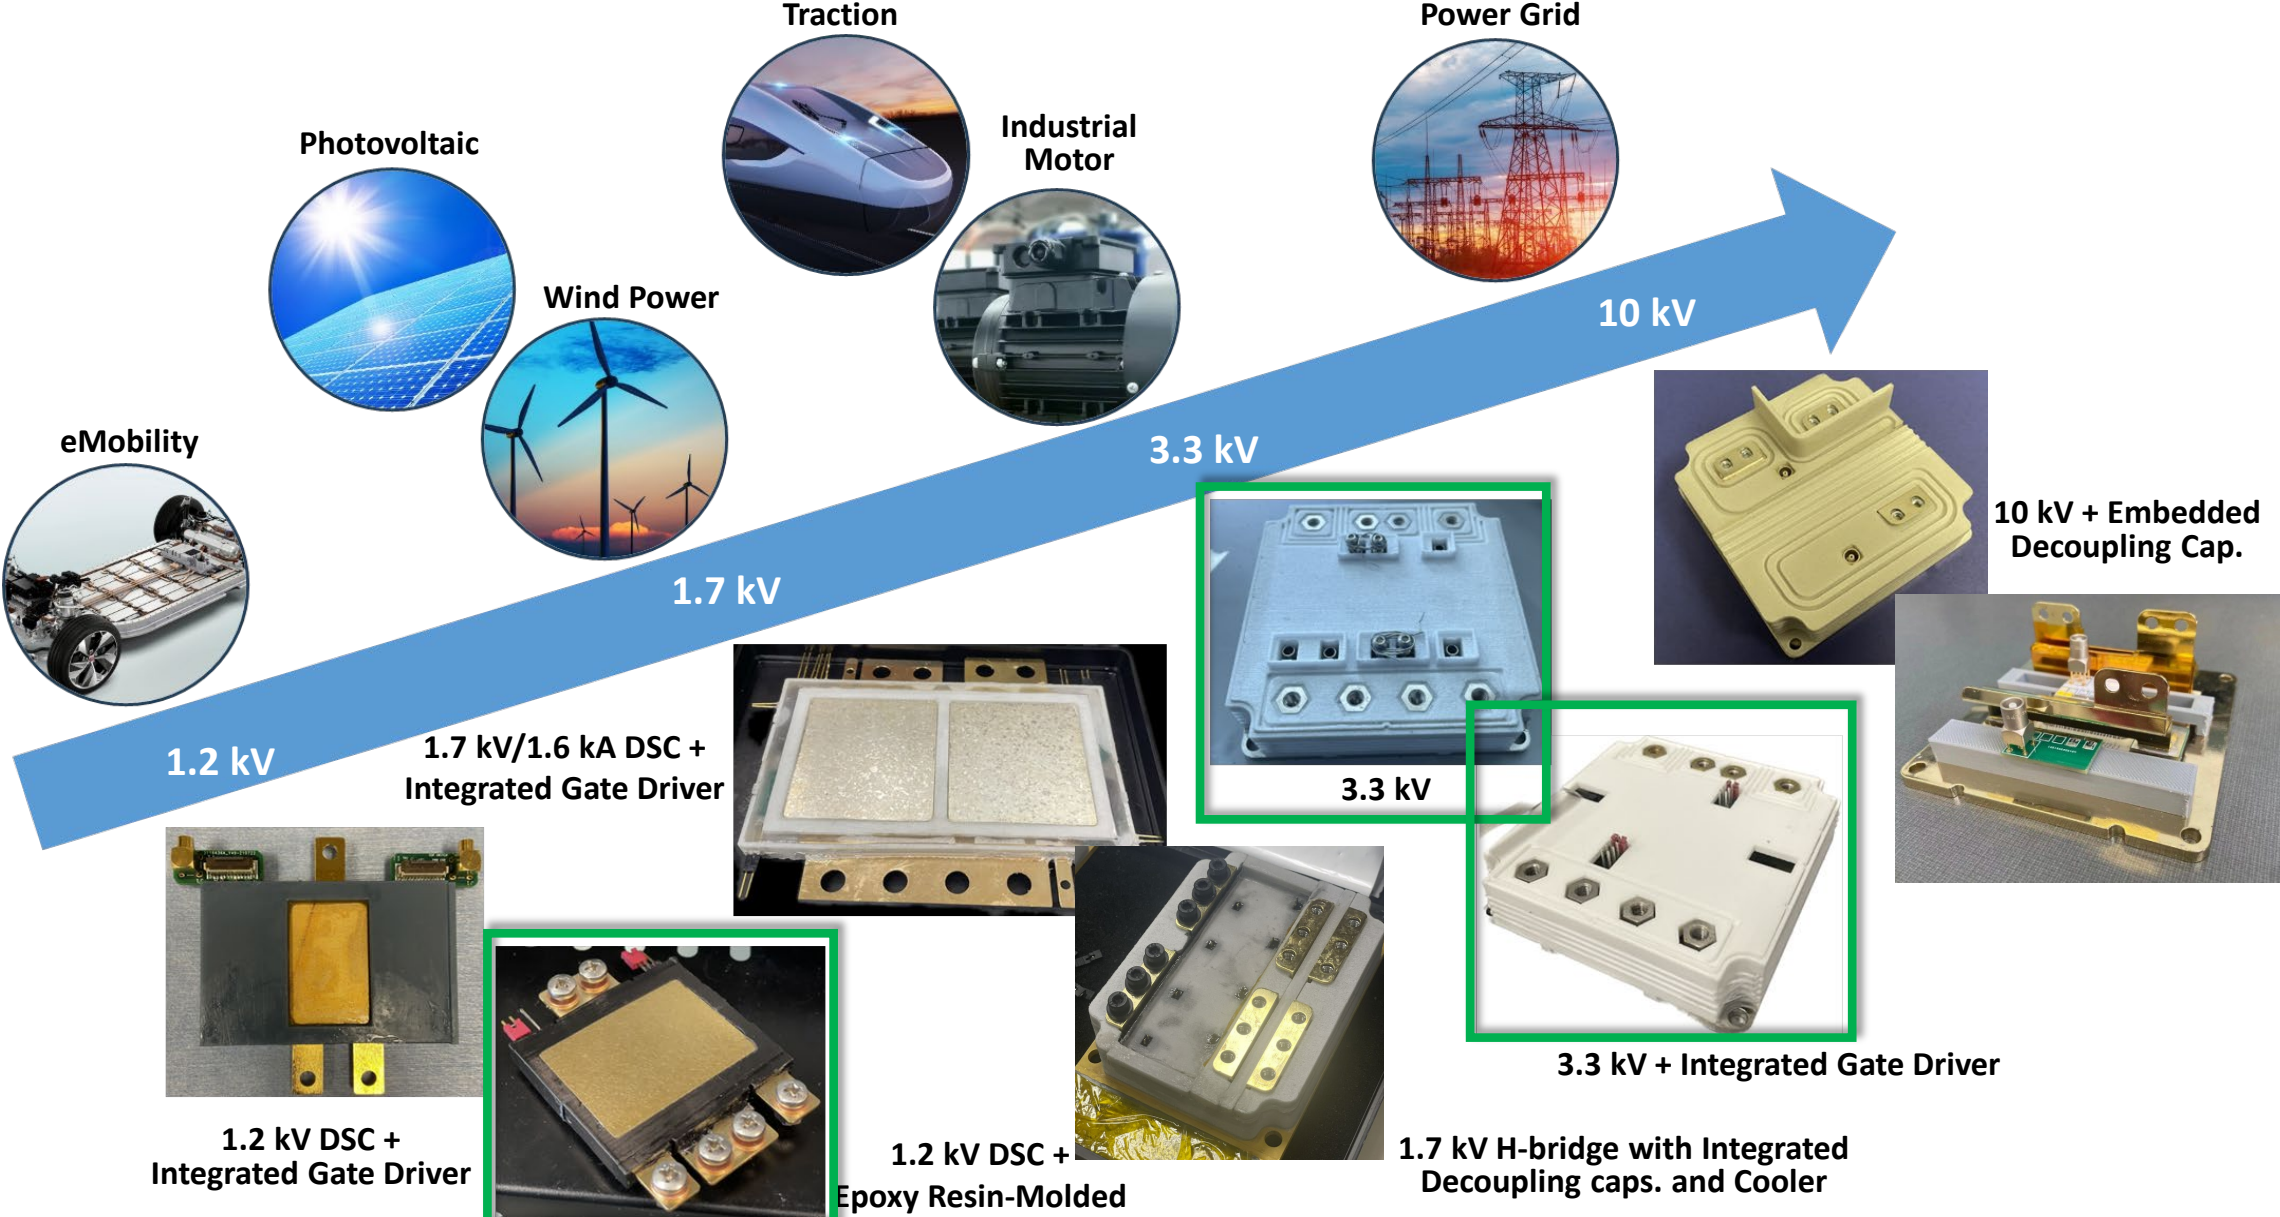 Traction
Power Grid
Photovoltaic
Industrial
Motor
Wind Power
eMobility
10 kV
3.3 kV
1.7 kV
1.2 kV
10 kV + Embedded
Decoupling Cap.
1.7 kV/1.6 kA DSC +
Integrated Gate Driver
3.3 kV
3.3 kV + Integrated Gate Driver
1.2 kV DSC +
Integrated Gate Driver
1.2 kV DSC +
Epoxy Resin-Molded
1.7 kV H-bridge with Integrated
Decoupling caps. and Cooler